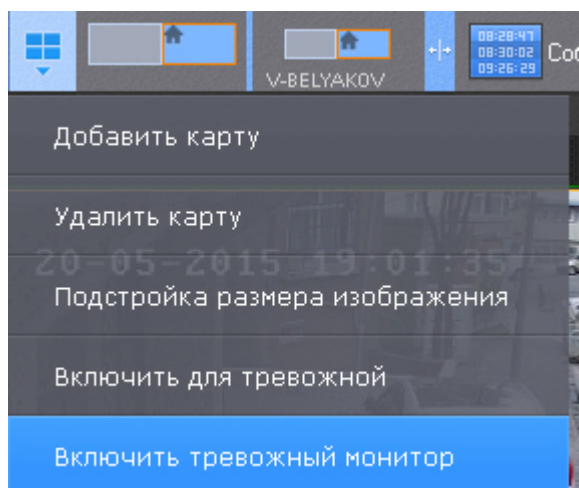 08:28:47
08:30:02
09:26:29
Соб
V-BELYAKOV
Добавить карту
Удалить карту
20-05-2015 19:01:35
Подстройка размера изображения
Включить для тревожной
Включить тревожный монитор